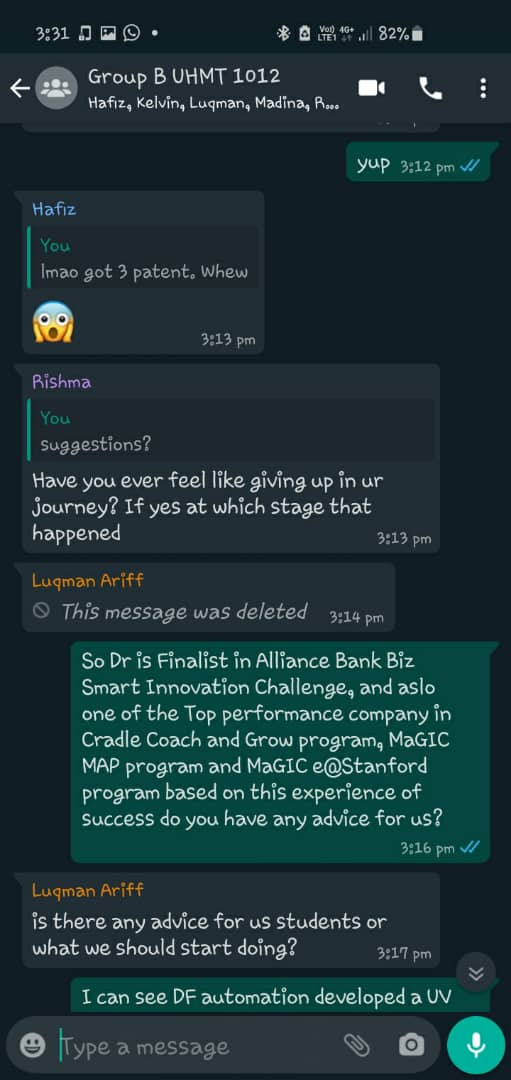 3:31
Vo)) 4G+
LTE1 82%
Group B UHMT 1012
Hafiz, Kelvin, Luqman, Madina, R...
yup 3:12 pm
Hafiz
You
lmao got 3 patent. Whew
3:13 pm
Rishma
You
suggestions?
Have you ever feel like giving up in ur
journey? If yes at which stage that
happened 3:13 pm
Luqman Ariff
This message was deleted 3:14 pm
So Dr is Finalist in Alliance Bank Biz
Smart Innovation Challenge, and aslo
one of the Top performance company in
Cradle Coach and Grow program, MaGIC
MAP program and MaGIC e@Stanford
program based on this experience of
success do you have any advice for us?
3:16 pm
Luqman Ariff
is there any advice for us students or
what we should start doing? 3:17 pm
I can see DF automation developed a UV
Type a message